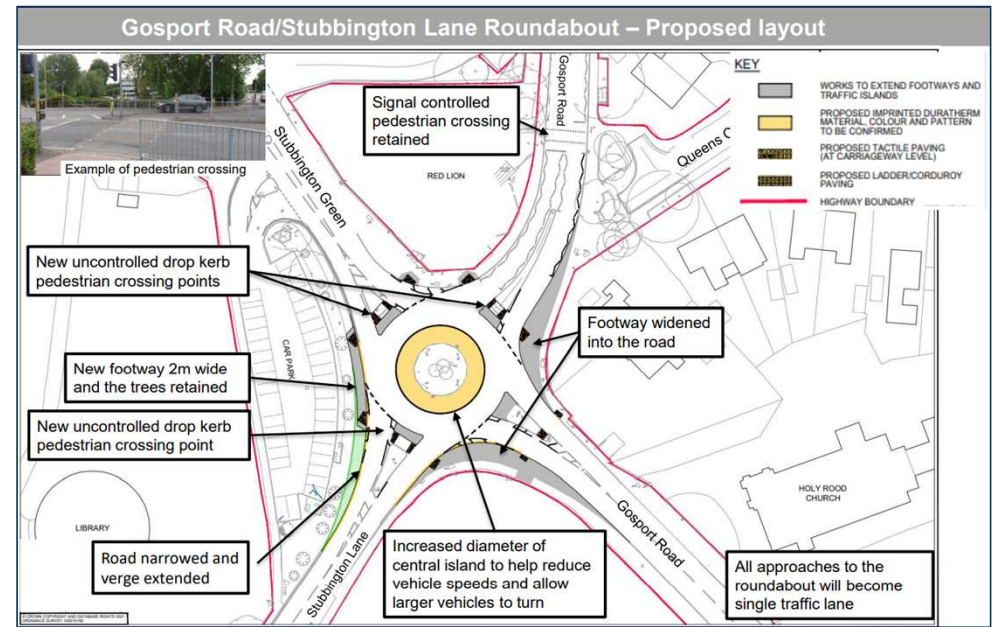 Gosport Road/Stubbington Lane Roundabout – Proposed layout
Example of pedestrian crossing
Signal controlled
pedestrian crossing
retained
Gosport Road
KEY
WORKS TO EXTEND FOOTWAYS AND
TRAFFIC ISLANDS
PROPOSED IMPRINTED DURATHERM
MATERIAL, COLOUR AND PATTERN
TO BE CONFIRMED
PROPOSED TACTILE PAVING
(AT CARRIAGEWAY LEVEL)
PROPOSED LADDER/CORDUROY
PAVING
HIGHWAY BOUNDARY
Stubbington Green
RED LION
Queens C
New uncontrolled drop kerb
pedestrian crossing points
Footway widened
into the road
CAR PARK
New footway 2m wide
and the trees retained
New uncontrolled drop kerb
pedestrian crossing point
HOLY ROOD
CHURCH
LIBRARY
Road narrowed and
verge extended
Stubbington Lane
Increased diameter of
central island to help reduce
vehicle speeds and allow
larger vehicles to turn
Gosport Road
All approaches to the
roundabout will become
single traffic lane